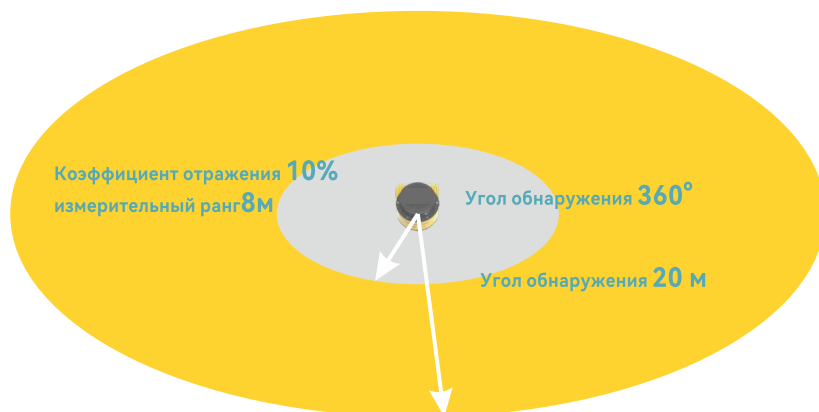 Коэффициент отражения 10%
измерительный ранг8м
Угол обнаружения 360°
Угол обнаружения 20 м